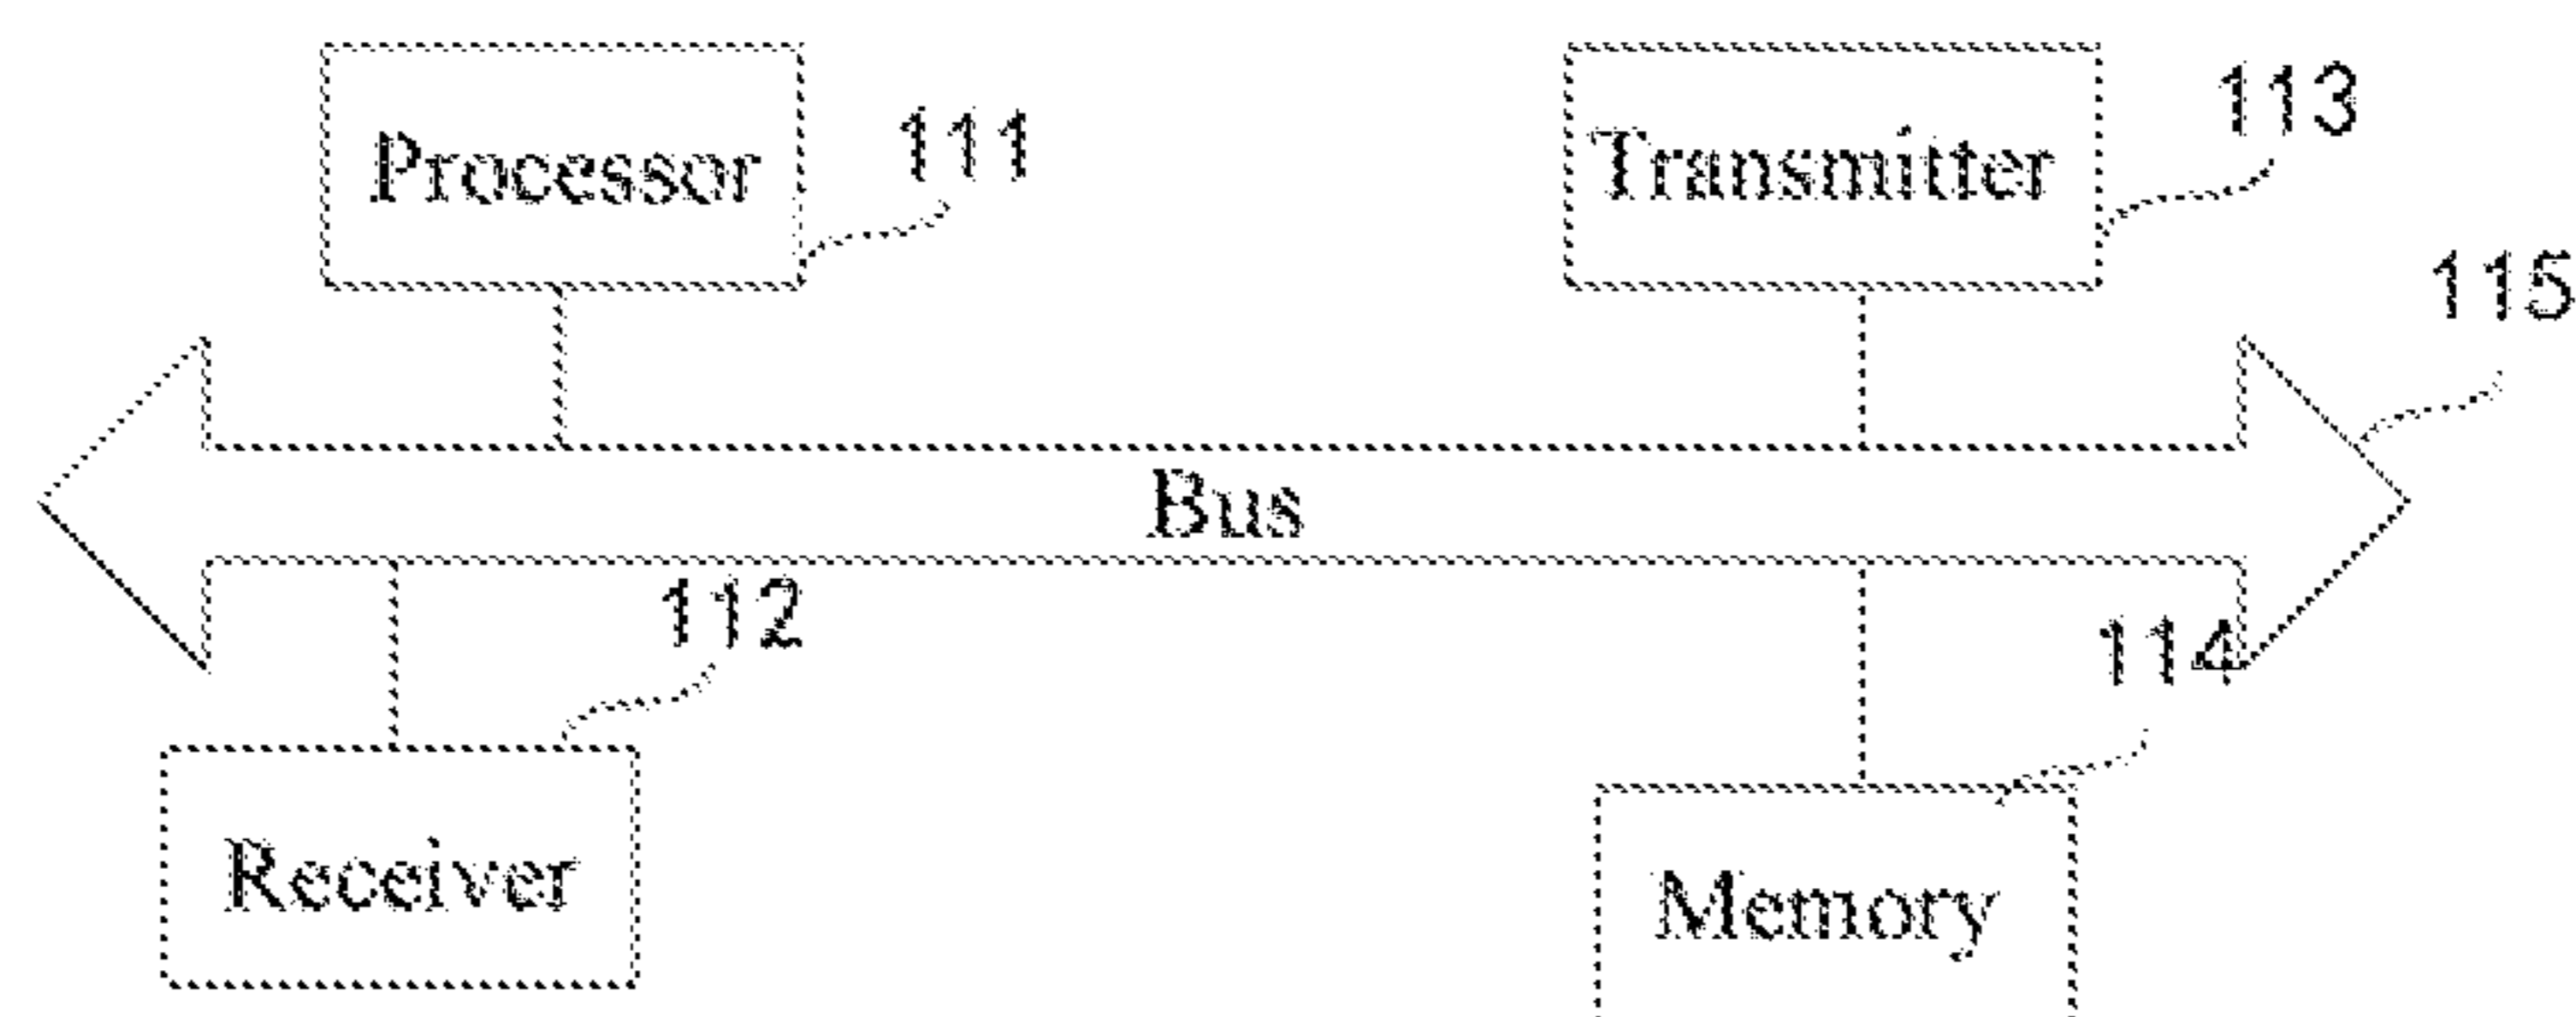 Processor
111
Transmitter
113
115
Bus
112
114
Receiver
Memory